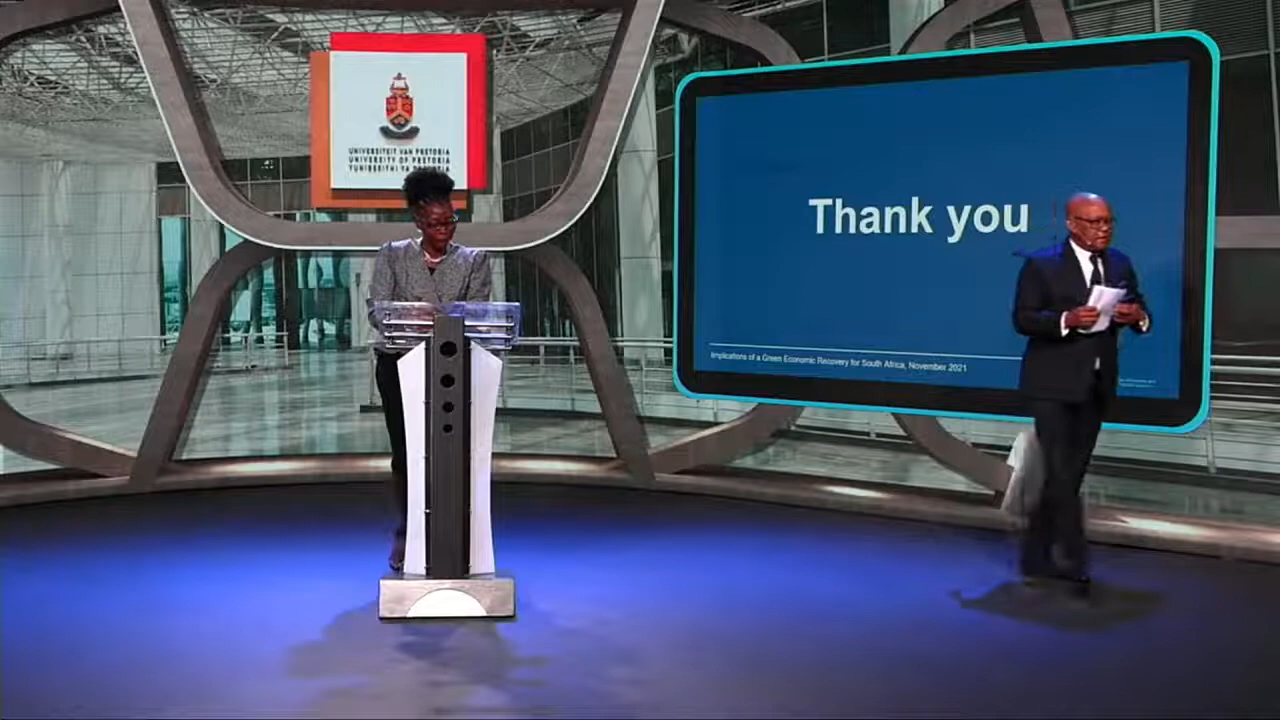 UNIVERSITEIT VAN PRETORIA
UNIVERSITY OF PRETORIA
YUNIBESITHI YA PRETORIA
Thank you
Implications of a Green Economic Recovery for South Africa, November 2021